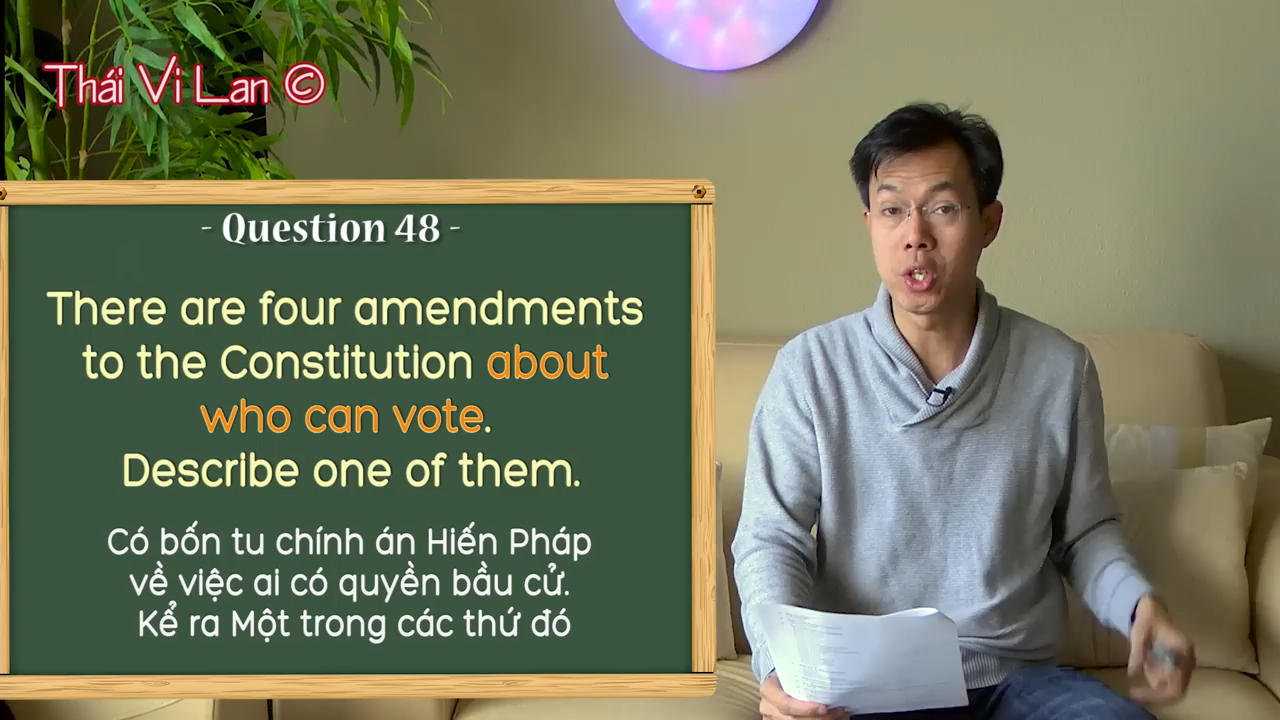 Thái Vi Lan ©
- Question 48 -
There are four amendments
to the Constitution about
who can vote.
Describe one of them.
Có bốn tu chính án Hiến Pháp
về việc ai có quyền bầu cử.
Kể ra Một trong các thứ đó